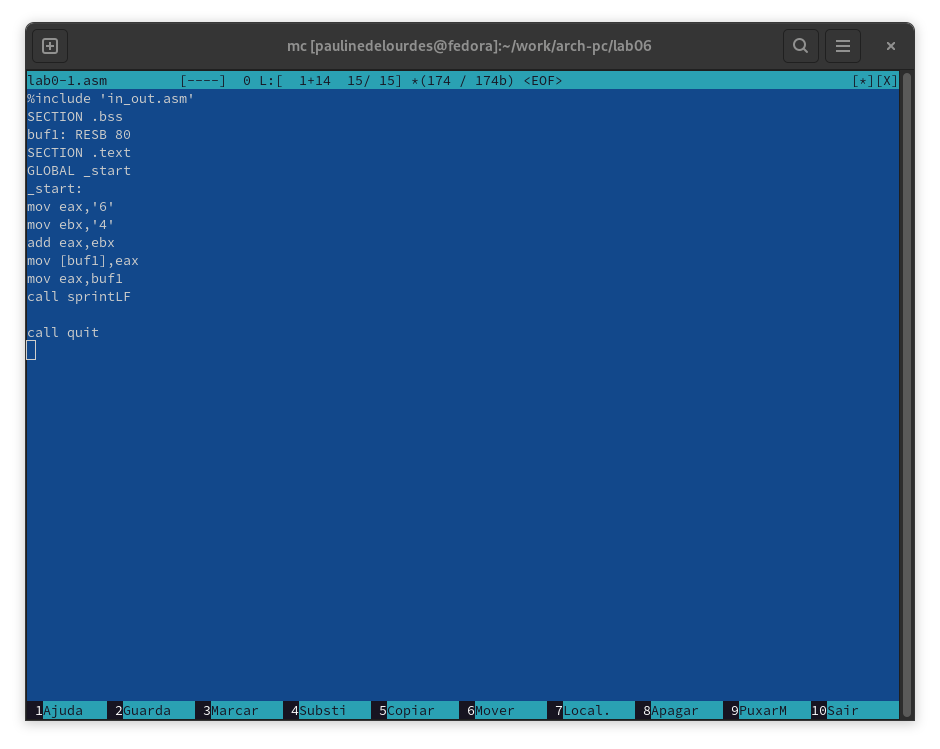 mc [paulinedelourdes@fedora]:~/work/arch-pc/lab06
lab0-1.asm [----] 0 L:[ 1+14 15/ 15] *(174 / 174b) <EOF> [*][X]
%include 'in_out.asm'
SECTION .bss
buf1: RESB 80
SECTION .text
GLOBAL _start
_start:
mov eax,'6'
mov ebx,'4'
add eax,ebx
mov [buf1],eax
mov eax,buf1
call sprintLF
call quit
1Ajuda 2Guarda 3Marcar 4Substi 5Copiar 6Mover 7Local. 8Apagar 9PuxarM 10Sair